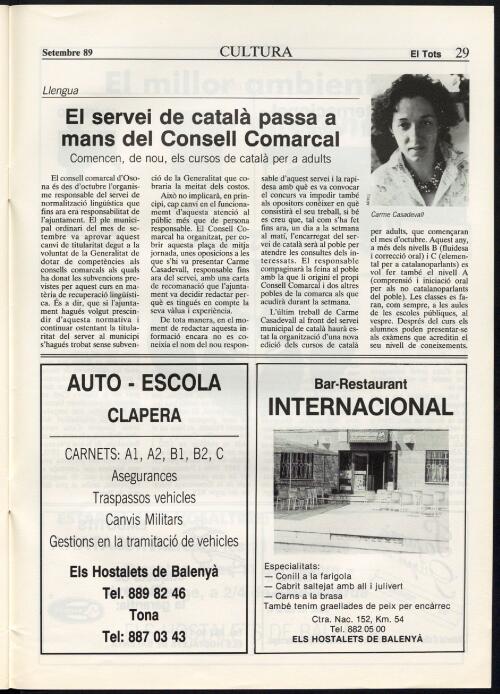 Setembre 89
CULTURA
El Tots 29
Llengua
El servei de català passa a
mans del Consell Comarcal
Comencen, de nou, els cursos de català per a adults
El consell comarcal d'Oso-
na és des d'octubre l'organis-
me responsable del servei de
normalització lingüística que
fins ara era responsabilitat de
l'ajuntament. El ple munici-
pal ordinari del mes de se-
tembre va aprovar aquest
canvi de titularitat degut a la
voluntat de la Generalitat de
dotar de competències els
consells comarcals als quals
ha donat les subvencions pre-
vistes per aquest curs en ma-
tèria de recuperació lingüísti-
ca. És a dir, que si l'ajunta-
ment hagués volgut prescin-
dir d'aquesta normativa i
continuar ostentant la titula-
ritat del server al municipi
s'hagués trobat sense subven-
ció de la Generalitat que co-
braria la meitat dels costos.
Això no implicarà, en prin-
cipi, cap canvi en el funciona-
ment d'aquesta atenció al
públic més que de persona
responsable. El Consell Co-
marcal ha organitzat, per co-
brir aquesta plaça de mitja
jornada, unes oposicions a les
que s'hi va presentar Carme
Casadevall, responsable fins
ara del servei, amb una carta
de recomanació que l'ajunta-
ment va decidir redactar per-
què es tingués en compte la
seva vàlua i experiència.
De tota manera, en el mo-
ment de redactar aquesta in-
formació encara no es co-
neixia el nom del nou respon-
sable d'aquest servei i la rapi-
desa amb què es va convocar
el concurs va impedir també
als opositors conèixer en què
consistirà el seu treball, si bé
es creu que, tal com s'ha fet
fins ara, un dia a la setmana
al matí, l'encarregat del ser-
vei de català serà al poble per
atendre les consultes dels in-
teressats. El responsable
compaginarà la feina al poble
amb la que li origini el propi
Consell Comarcal i dos altres
pobles de la comarca als que
acudirà durant la setmana.
L'últim treball de Carme
Casadevall al front del servei
municipal de català haurà es-
tat la organització d'una nova
edició dels cursos de català
Carme Casadevall
per adults, que començaran
el mes d'octubre. Aquest any,
a més dels nivells B (fluidesa
i correcció oral) i C (elemen-
tal per a catalanoparlants) es
vol fer també el nivell A
(comprensió i iniciació oral
per als no catalanoparlants
del poble). Les classes es fa-
ran, com sempre, a les aules
de les escoles públiques, al
vespre. Després del curs els
alumnes poden presentar-se
als exàmens que acreditin el
seu nivell de coneixements.
AUTO - ESCOLA
CLAPERA
CARNETS: A1, A2, B1, B2, C
Asegurances
Traspassos vehicles
Canvis Militars
Gestions en la tramitació de vehicles
Els Hostalets de Balenyà
Tel. 889 82 46
Tona
Tel: 887 03 43
Bar-Restaurant
INTERNACIONAL
Especialitats:
— Conill a la farigola
— Cabrit saltejat amb all i julivert
— Carns a la brasa
També tenim graellades de peix per encàrrec
Ctra. Nac. 152, Km. 54
Tel. 882 05 00
ELS HOSTALETS DE BALENYÀ